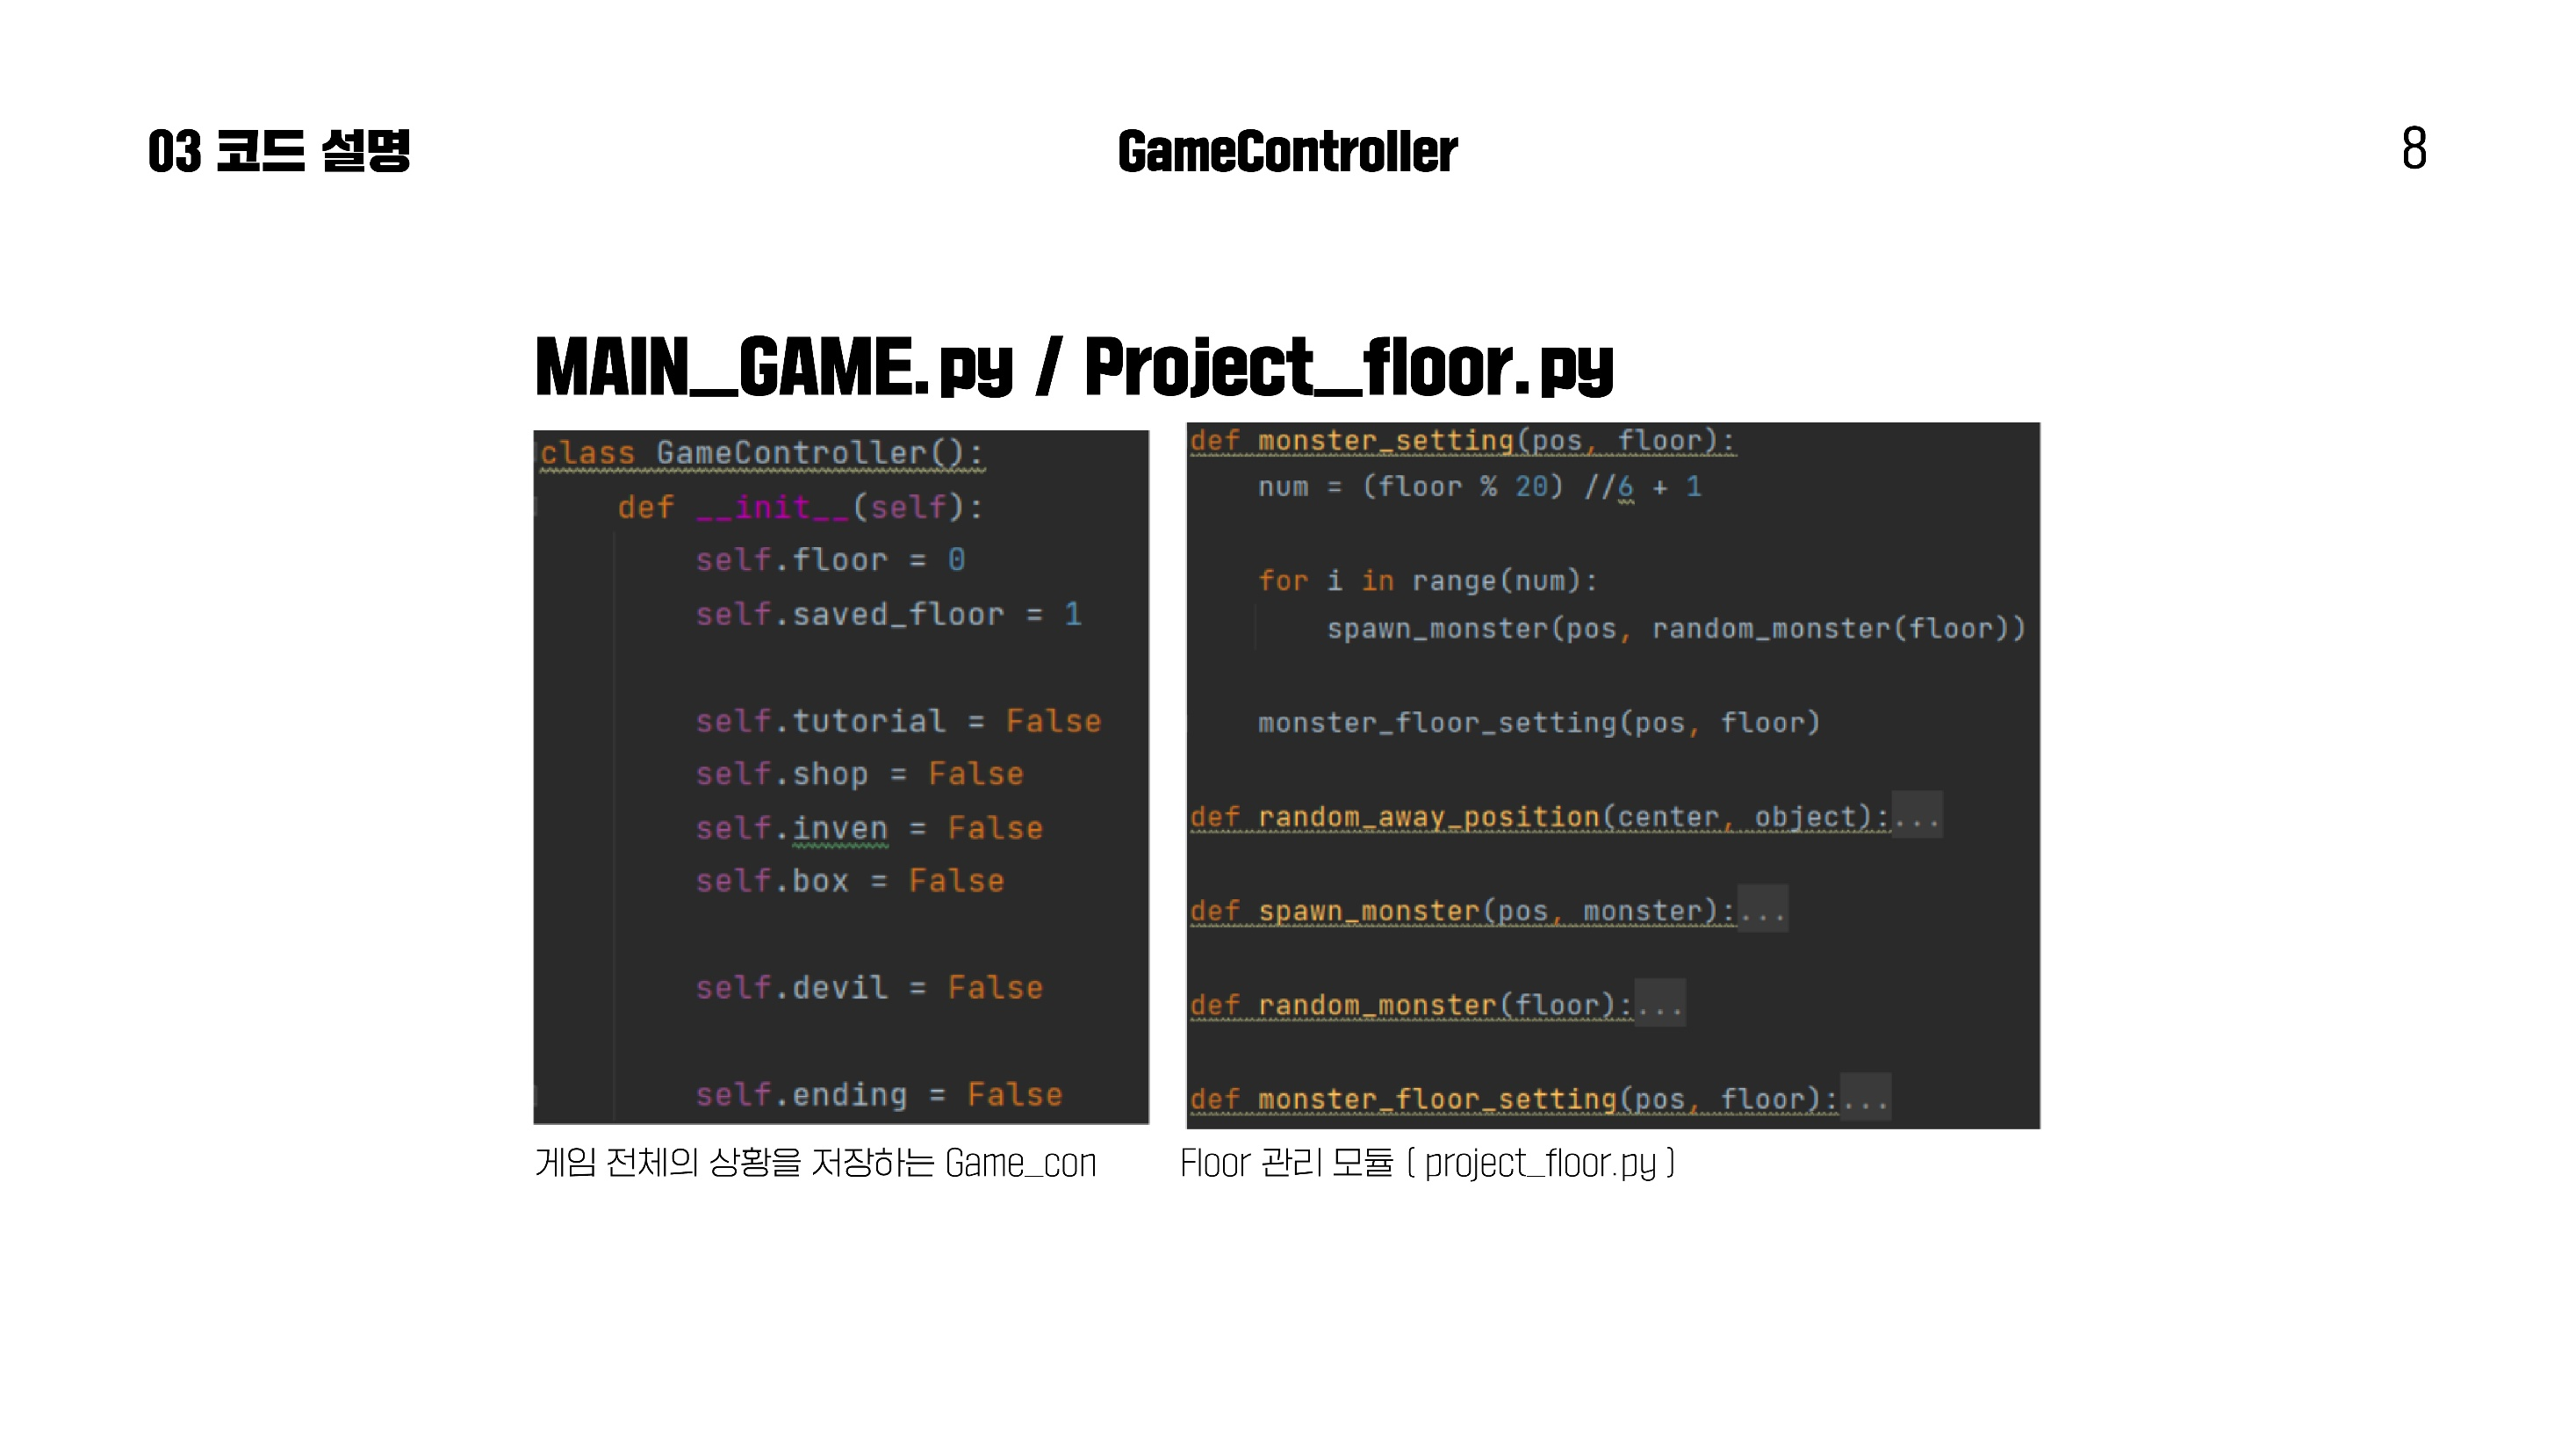 03 코드 설명
GameController
8
MAIN_GAME.py / Project_floor.py
class GameController():
    def __init__(self):
        self.floor = 0
        self.saved_floor = 1
        self.tutorial = False
        self.shop = False
        self.inven = False
        self.box = False
        self.devil = False
        self.ending = False
게임 전체의 상황을 저장하는 Game_con
def monster_setting(pos, floor):
    num = (floor % 20) //6 + 1
    for i in range(num):
        spawn_monster(pos, random_monster(floor))
    monster_floor_setting(pos, floor)
def random_away_position(center, object):...
def spawn_monster(pos, monster):...
def random_monster(floor):...
def monster_floor_setting(pos, floor):...
Floor 관리 모듈 ( project_floor.py )